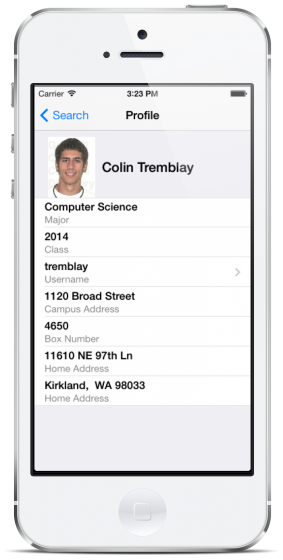 Carrier 3:23 PM
Search Profile
Colin Tremblay
Computer Science
Major
2014
Class
tremblay
Username
1120 Broad Street
Campus Address
4650
Box Number
11610 NE 97th Ln
Home Address
Kirkland, WA 98033
Home Address